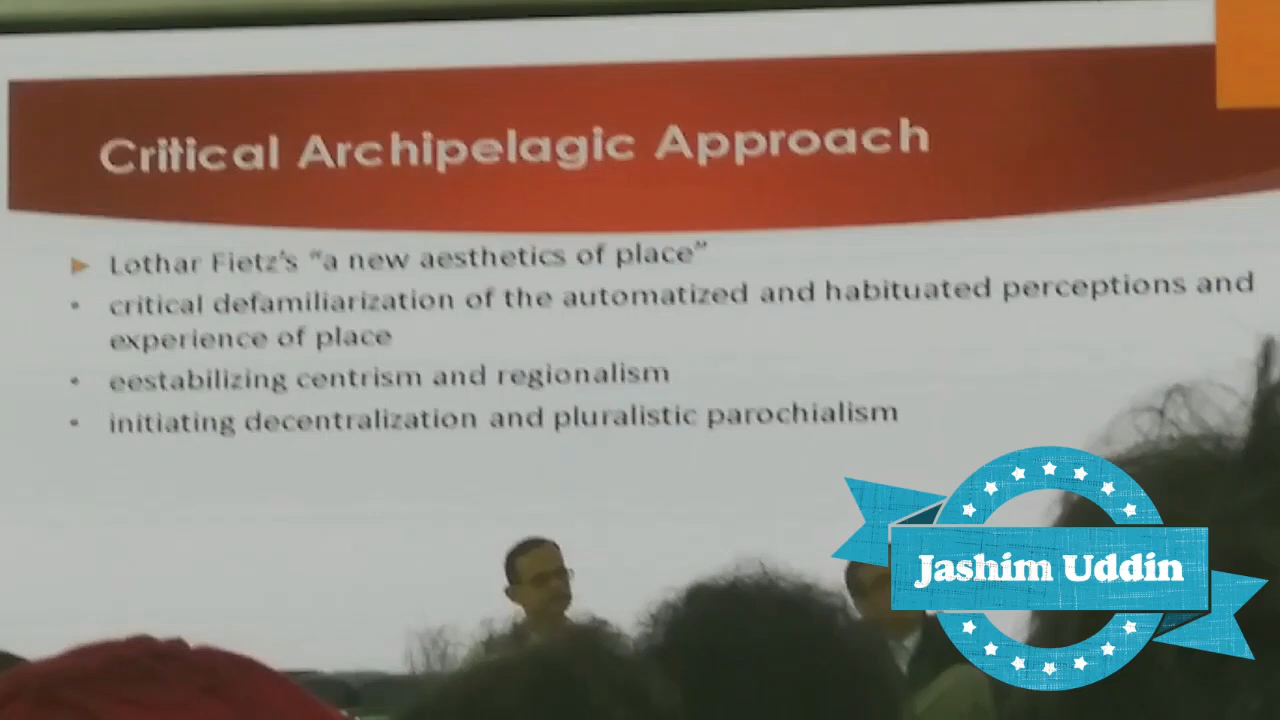 Critical Archipelagic Approach
Lothar Fietz's "a new aesthetics of place"
critical defamiliarization of the automatized and habituated perceptions and
experience of place
eestabilizing centrism and regionalism
initiating decentralization and pluralistic parochialism
Jashim Uddin